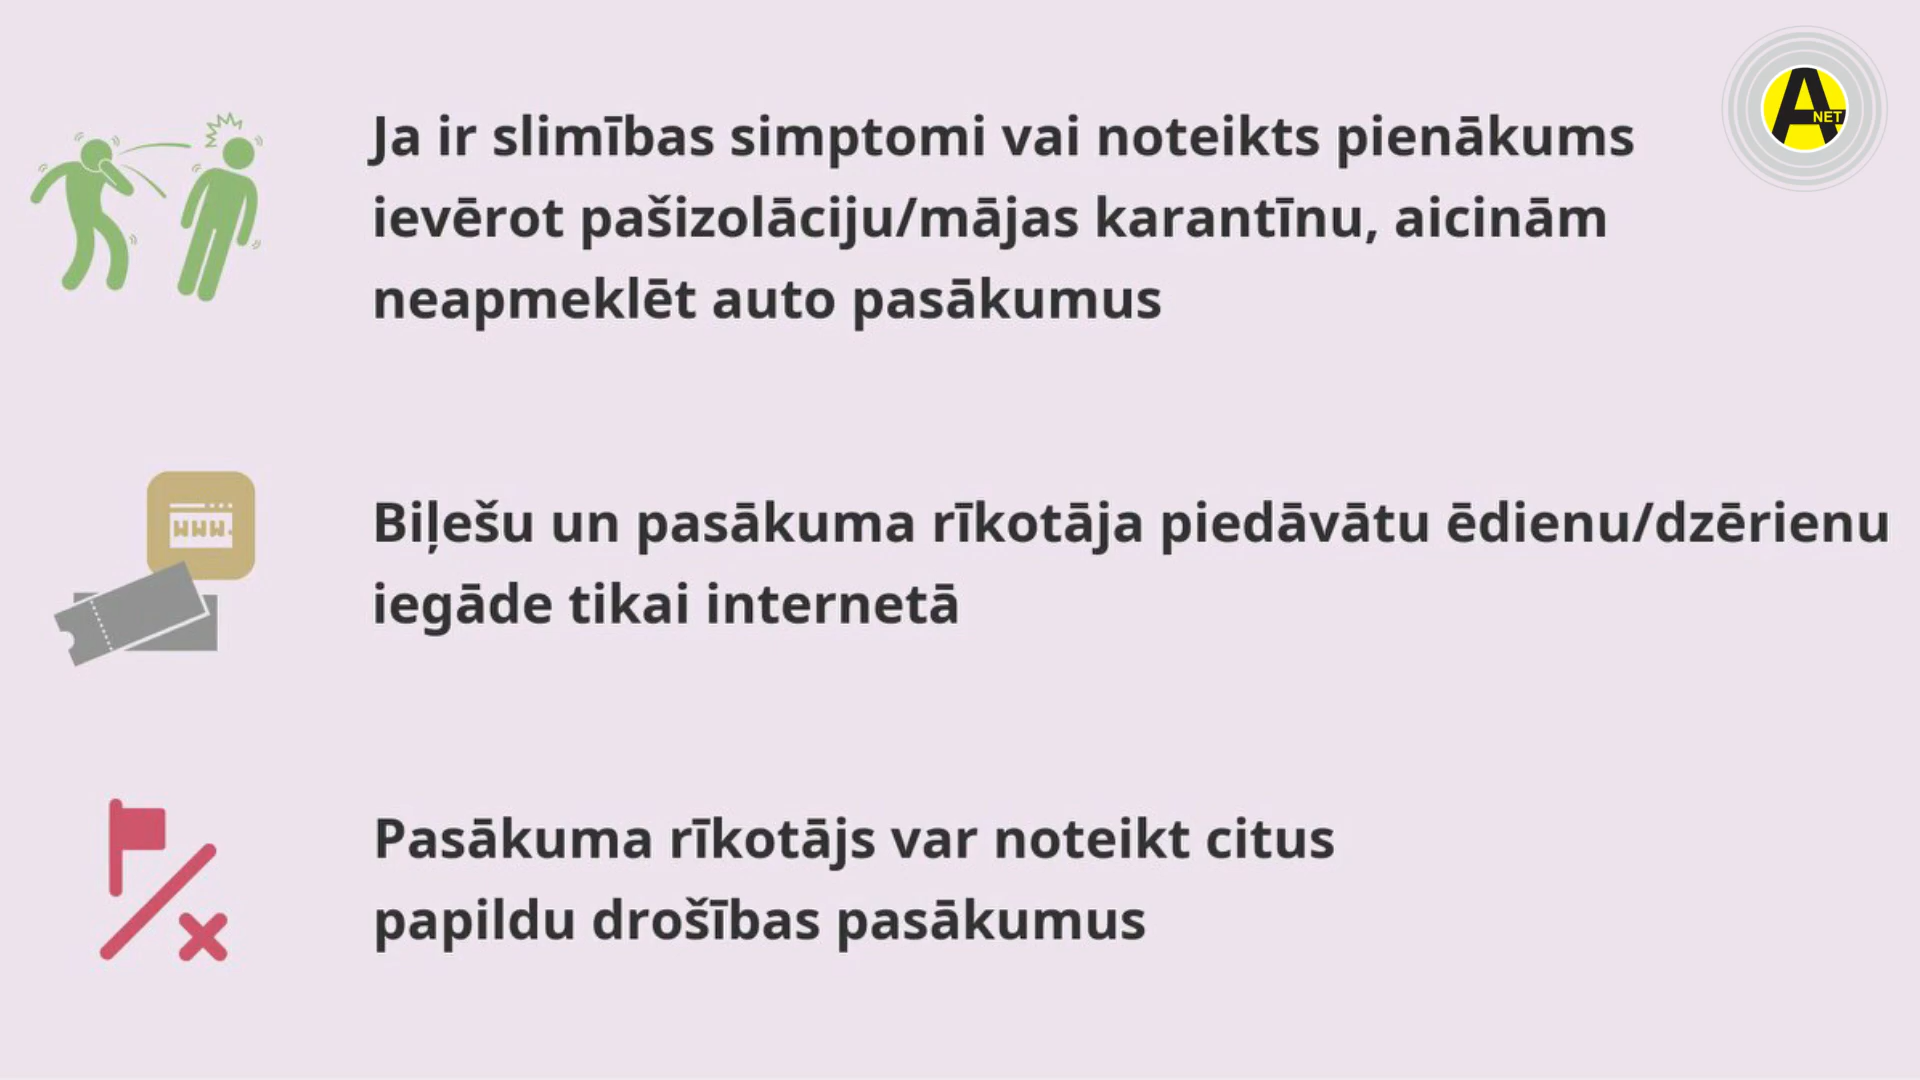 Ja ir slimības simptomi vai noteikts pienākums
ievērot pašizolāciju/mājas karantīnu, aicinām
neapmeklēt auto pasākumus
www.
Biļešu un pasākuma rīkotāja piedāvātu ēdienu/dzērienu
iegāde tikai internetā
Pasākuma rīkotājs var noteikt citus
papildu drošības pasākumus
A NET